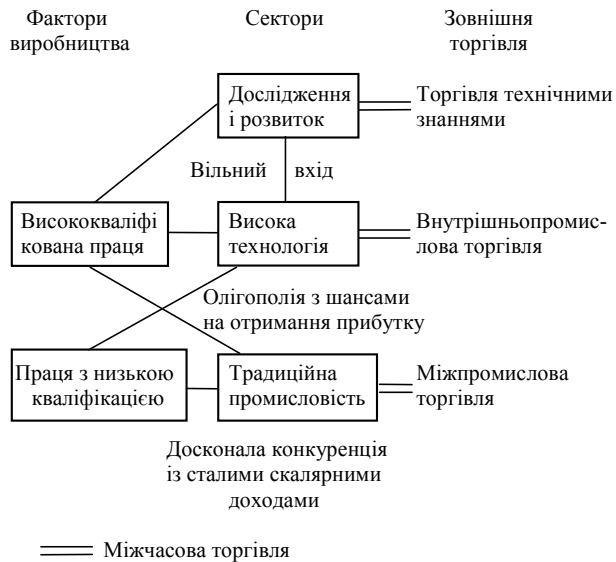 Фактори
виробництва
Сектори
Зовнішня
торгівля
Дослідження
і розвиток
Торгівля технічними
знаннями
Вільний вхід
Висококваліфі
кована праця
Висока
технологія
Внутрішньопромис-
лова торгівля
Олігополія з шансами
на отримання прибутку
Праця з низькою
кваліфікацією
Традиційна
промисловість
Міжпромислова
торгівля
Досконала конкуренція
із сталими скалярними
доходами
Міжчасова торгівля